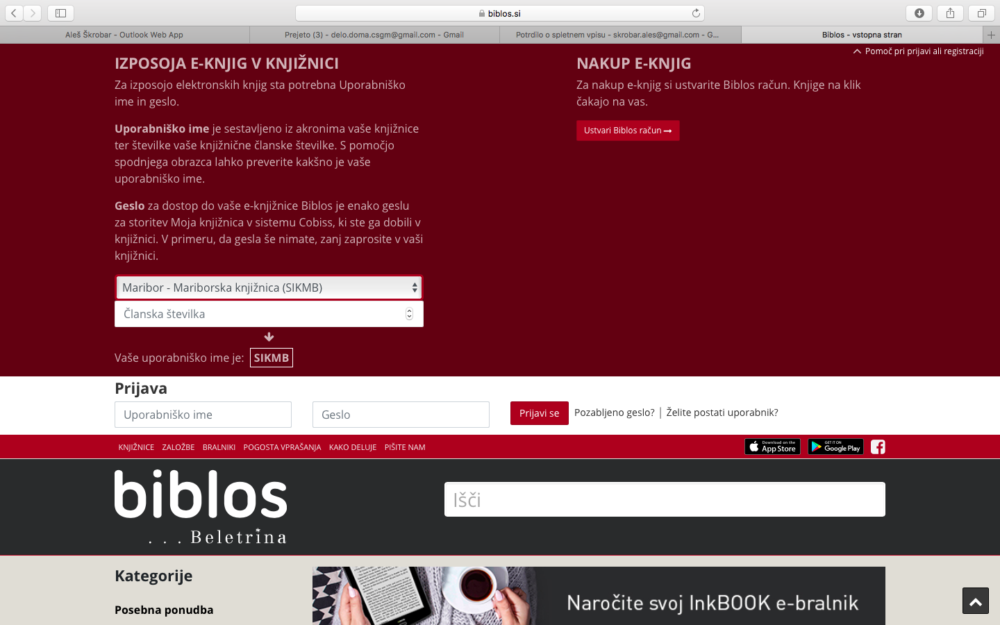 biblos.si
Aleš Škrobar - Outlook Web App
Prejeto (3) - delo.doma.csgm@gmail.com - Gmail
Potrdilo o spletnem vpisu - skrobar.ales@gmail.com - G...
Biblos - vstopna stran
Pomoč pri prijavi ali registraciji
IZPOSOJA E-KNJIG V KNJIŽNICI
Za izposojo elektronskih knjig sta potrebna Uporabniško
ime in geslo.
Uporabniško ime je sestavljeno iz akronima vaše knjižnice
ter številke vaše knjižnične članske številke. S pomočjo
spodnjega obrazca lahko preverite kakšno je vaše
uporabniško ime.
Geslo za dostop do vaše e-knjižnice Biblos je enako geslu
za storitev Moja knjižnica v sistemu Cobiss, ki ste ga dobili v
knjižnici. V primeru, da gesla še nimate, zanj zaprosite v vaši
knjižnici.
Maribor - Mariborska knjižnica (SIKMB)
Članska številka
Vaše uporabniško ime je: SIKMB
NAKUP E-KNJIG
Za nakup e-knjig si ustvarite Biblos račun. Knjige na klik
čakajo na vas.
Ustvari Biblos račun
Prijava
Uporabniško ime
Geslo
Prijavi se
Pozabljeno geslo? | Želite postati uporabnik?
KNJIŽNICE ZALOŽBE BRALNIKI POGOSTA VPRAŠANJA KAKO DELUJE PIŠITE NAM
Download on the
App Store
GET IT ON
Google Play
biblos
. . . Beletrina
Išči
Kategorije
Posebna ponudba
Naročite svoj InkBOOK e-bralnik